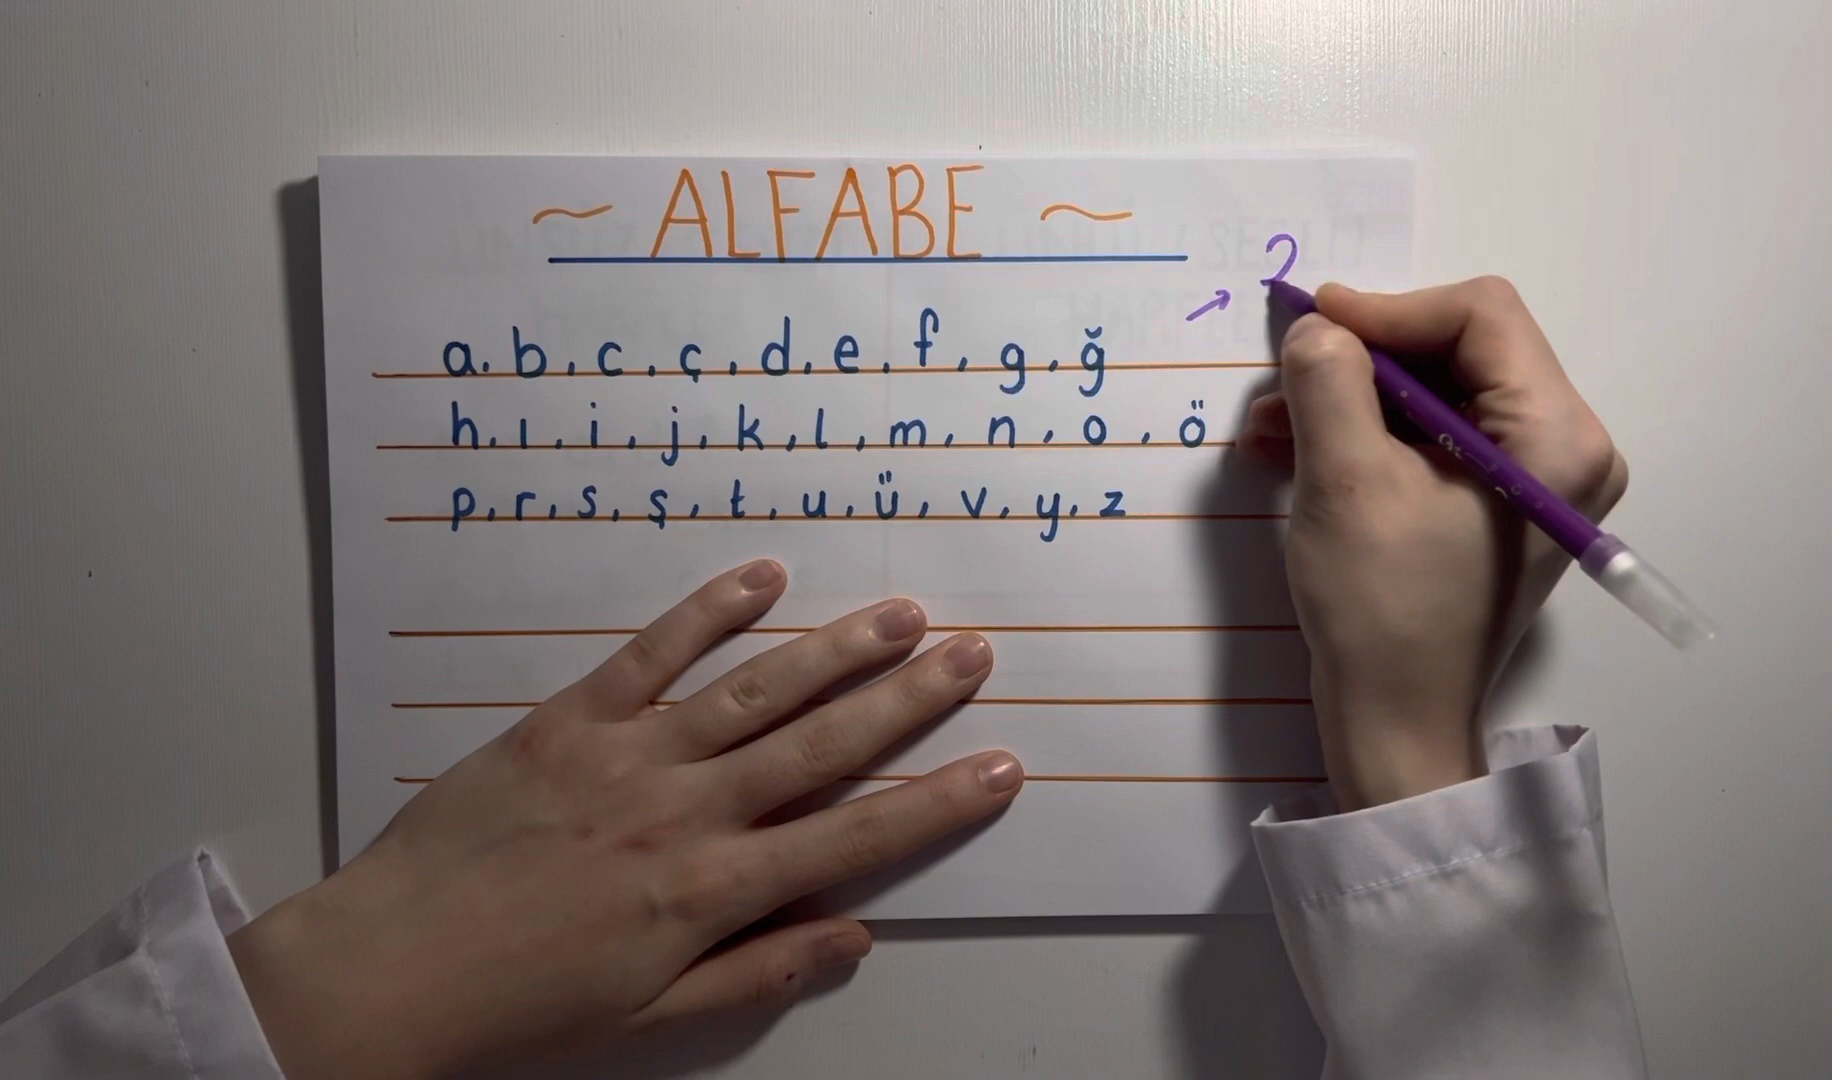 ~ ALFABE ~
→ 2
a. b. c. ç. d. e. f. g. ğ
h. ı. i. j. k. l. m. n. o. ö
p. r. s. ş. t. u. ü. v. y. z